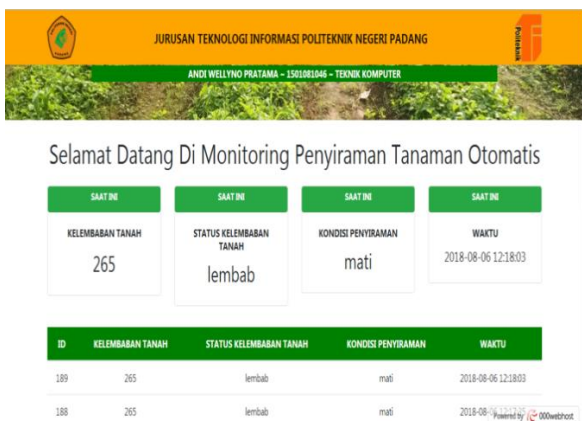 JURUSAN TEKNOLOGI INFORMASI POLITEKNIK NEGERI PADANG
Politeknik
ANDI WELLYNO PRATAMA – 1501081046 – TEKNIK KOMPUTER
Selamat Datang Di Monitoring Penyiraman Tanaman Otomatis
SAAT INI
KELEMBABAN TANAH
265
SAAT INI
STATUS KELEMBABAN
TANAH
lembab
SAAT INI
KONDISI PENYIRAMAN
mati
SAAT INI
WAKTU
2018-08-06 12:18:03
ID KELEMBABAN TANAH STATUS KELEMBABAN TANAH KONDISI PENYIRAMAN WAKTU
189 265 lembab mati 2018-08-06 12:18:03
188 265 lembab mati
Powered by 000webhost